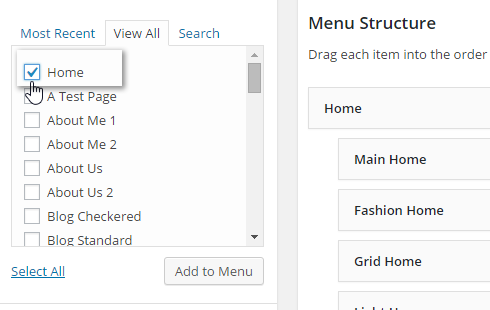 Most Recent View All Search
Home
A Test Page
About Me 1
About Me 2
About Us
About Us 2
Blog Checkered
Blog Standard
Select All Add to Menu
Menu Structure
Drag each item into the order
Home
Main Home
Fashion Home
Grid Home